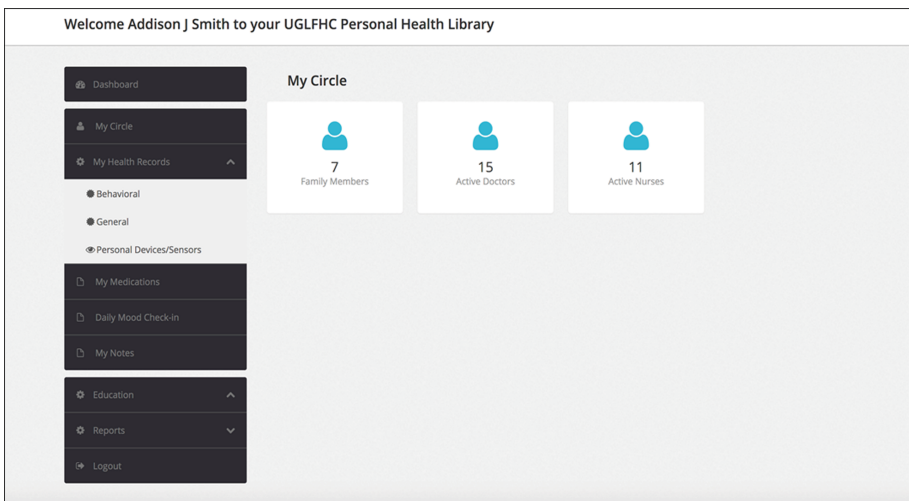 Welcome Addison J Smith to your UGLFHC Personal Health Library
Dashboard
My Circle
My Health Records
Behavioral
General
Personal Devices/Sensors
My Medications
Daily Mood Check-in
My Notes
Education
Reports
Logout
My Circle
7
Family Members
15
Active Doctors
11
Active Nurses